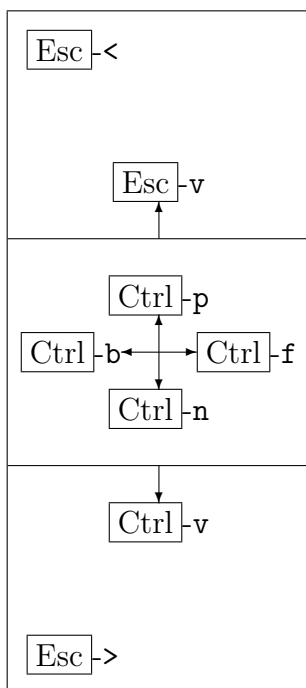 Esc-<
Esc-v
Ctrl-p
Ctrl-b Ctrl-f
Ctrl-n
Ctrl-v
Esc->